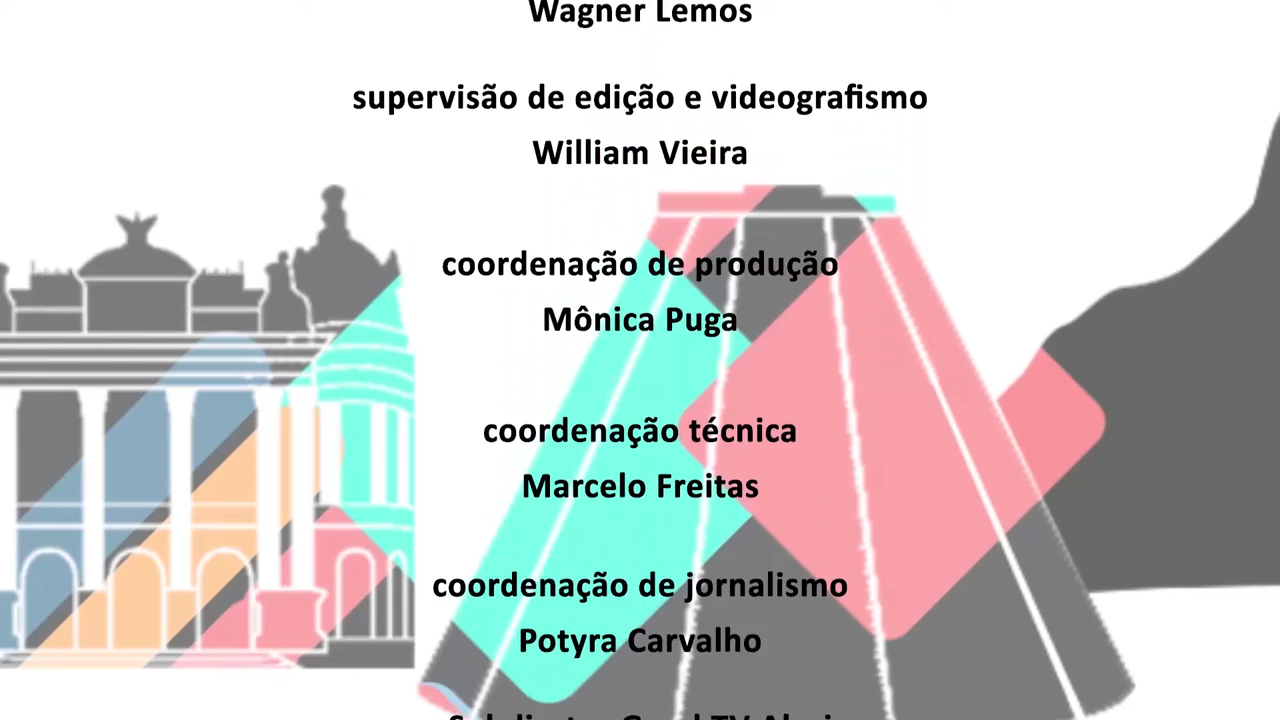 Wagner Lemos
supervisão de edição e videografismo
William Vieira
coordenação de produção
Mônica Puga
coordenação técnica
Marcelo Freitas
coordenação de jornalismo
Potyra Carvalho